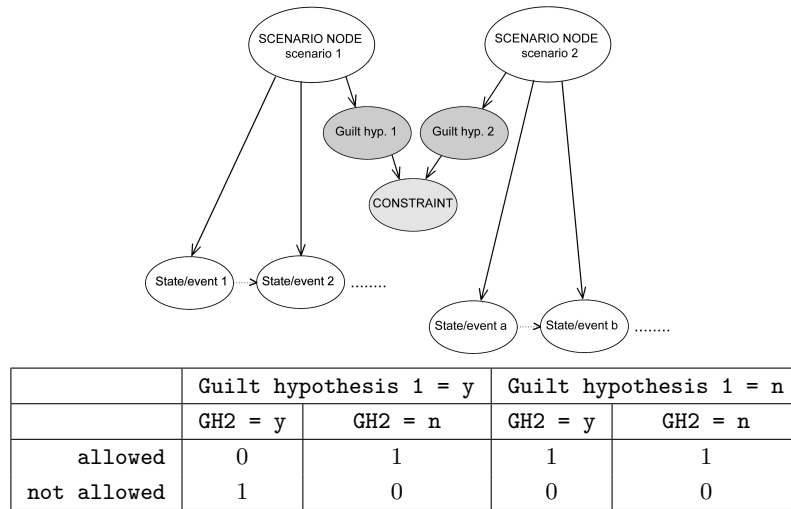 SCENARIO NODE
scenario 1
SCENARIO NODE
scenario 2
Guilt hyp. 1
Guilt hyp. 2
CONSTRAINT
State/event 1
State/event 2
........
State/event a
State/event b
........
Guilt hypothesis 1 = y Guilt hypothesis 1 = n
GH2 = y GH2 = n GH2 = y GH2 = n
allowed 0 1 1 1
not allowed 1 0 0 0